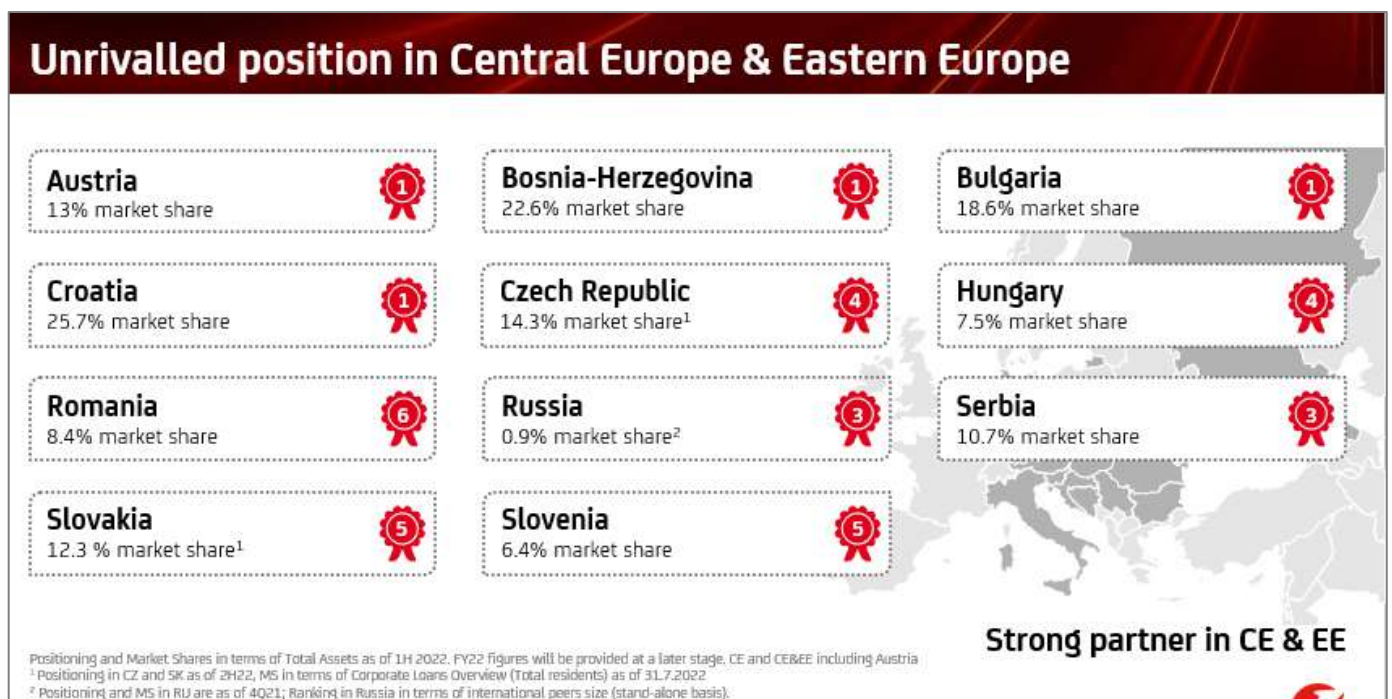 Unrivalled position in Central Europe & Eastern Europe
Austria
13% market share
1
Bosnia-Herzegovina
22.6% market share
1
Bulgaria
18.6% market share
1
Croatia
25.7% market share
1
Czech Republic
14.3% market share¹
4
Hungary
7.5% market share
4
Romania
8.4% market share
6
Russia
0.9% market share²
3
Serbia
10.7% market share
3
Slovakia
12.3 % market share¹
5
Slovenia
6.4% market share
5
Strong partner in CE & EE
Positioning and Market Shares in terms of Total Assets as of 1H 2022. FY22 figures will be provided at a later stage. CE and CE&EE including Austria
¹ Positioning in CZ and SK as of 2H22, MS in terms of Corporate Loans Overview (Total residents) as of 31.7.2022
² Positioning and MS in RU are as of 4Q21; Ranking in Russia in terms of international peers size (stand-alone basis).